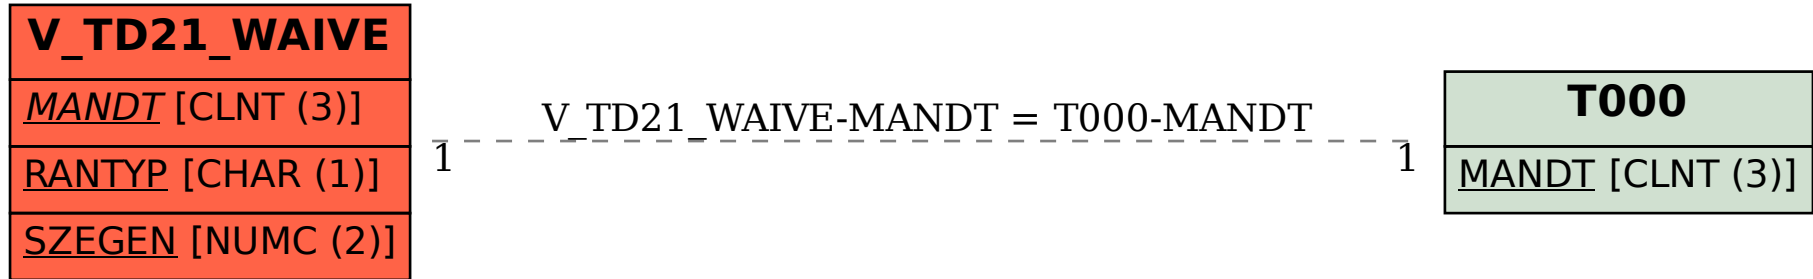 V_TD21_WAIVE
MANDT [CLNT (3)]
RANTYP [CHAR (1)]
SZEGEN [NUMC (2)]
V_TD21_WAIVE-MANDT = T000-MANDT
1
1
T000
MANDT [CLNT (3)]